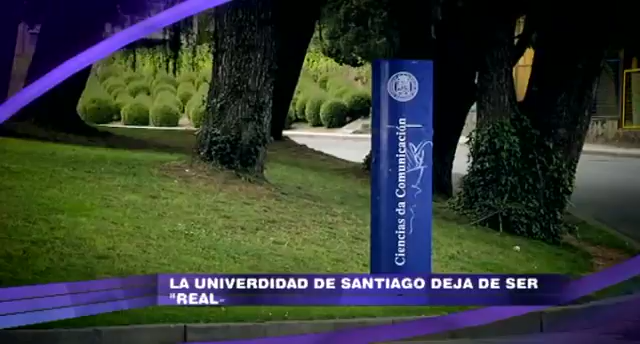 Ciencias da Comunicación
LA UNIVERDIDAD DE SANTIAGO DEJA DE SER
"REAL-